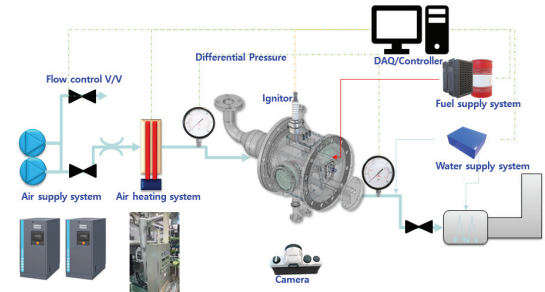 Differential Pressure
DAQ/Controller
Flow control V/V
Ignitor
Fuel supply system
Water supply system
Air supply system
Air heating system
Camera